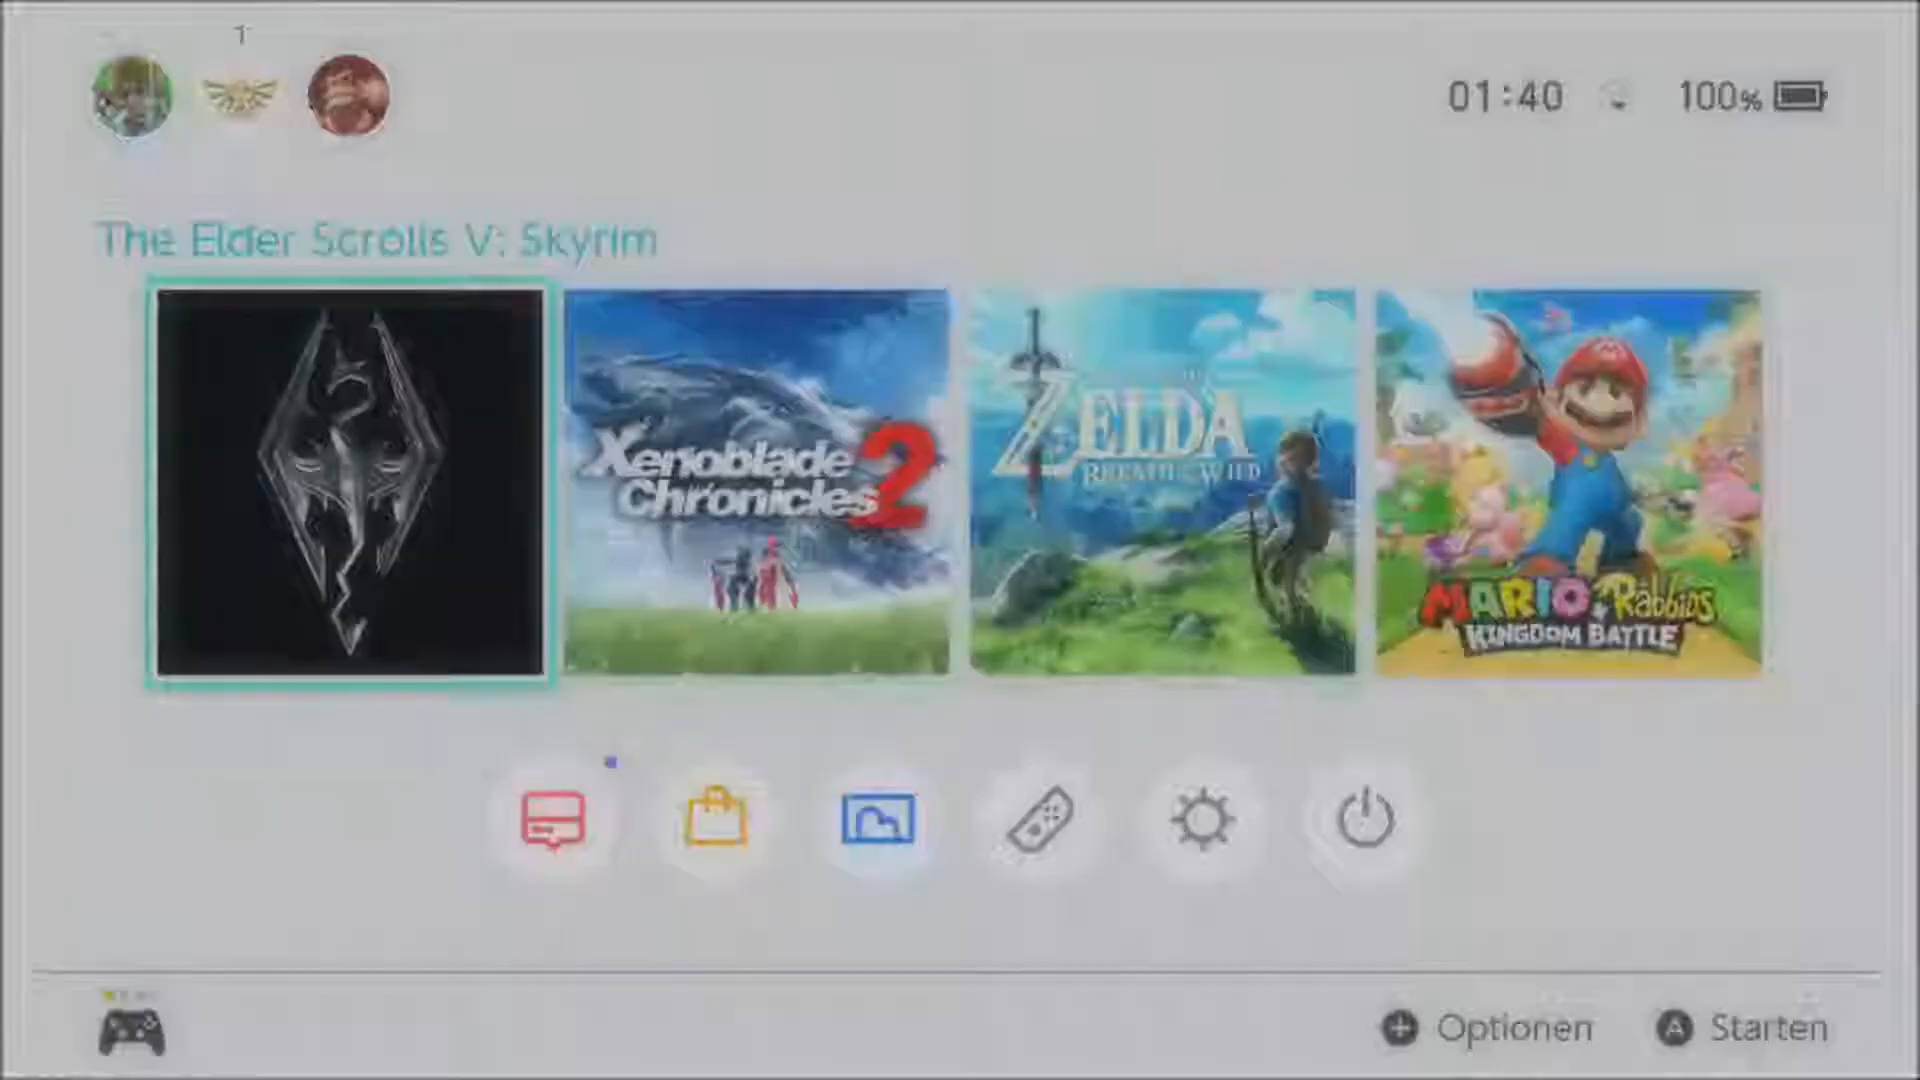 1
01:40
100%
The Elder Scrolls V: Skyrim
Xenoblade
Chronicles 2
ZELDA
BREATH OF THE WILD
MARIO + Rabbids
KINGDOM BATTLE
+ Optionen
A Starten